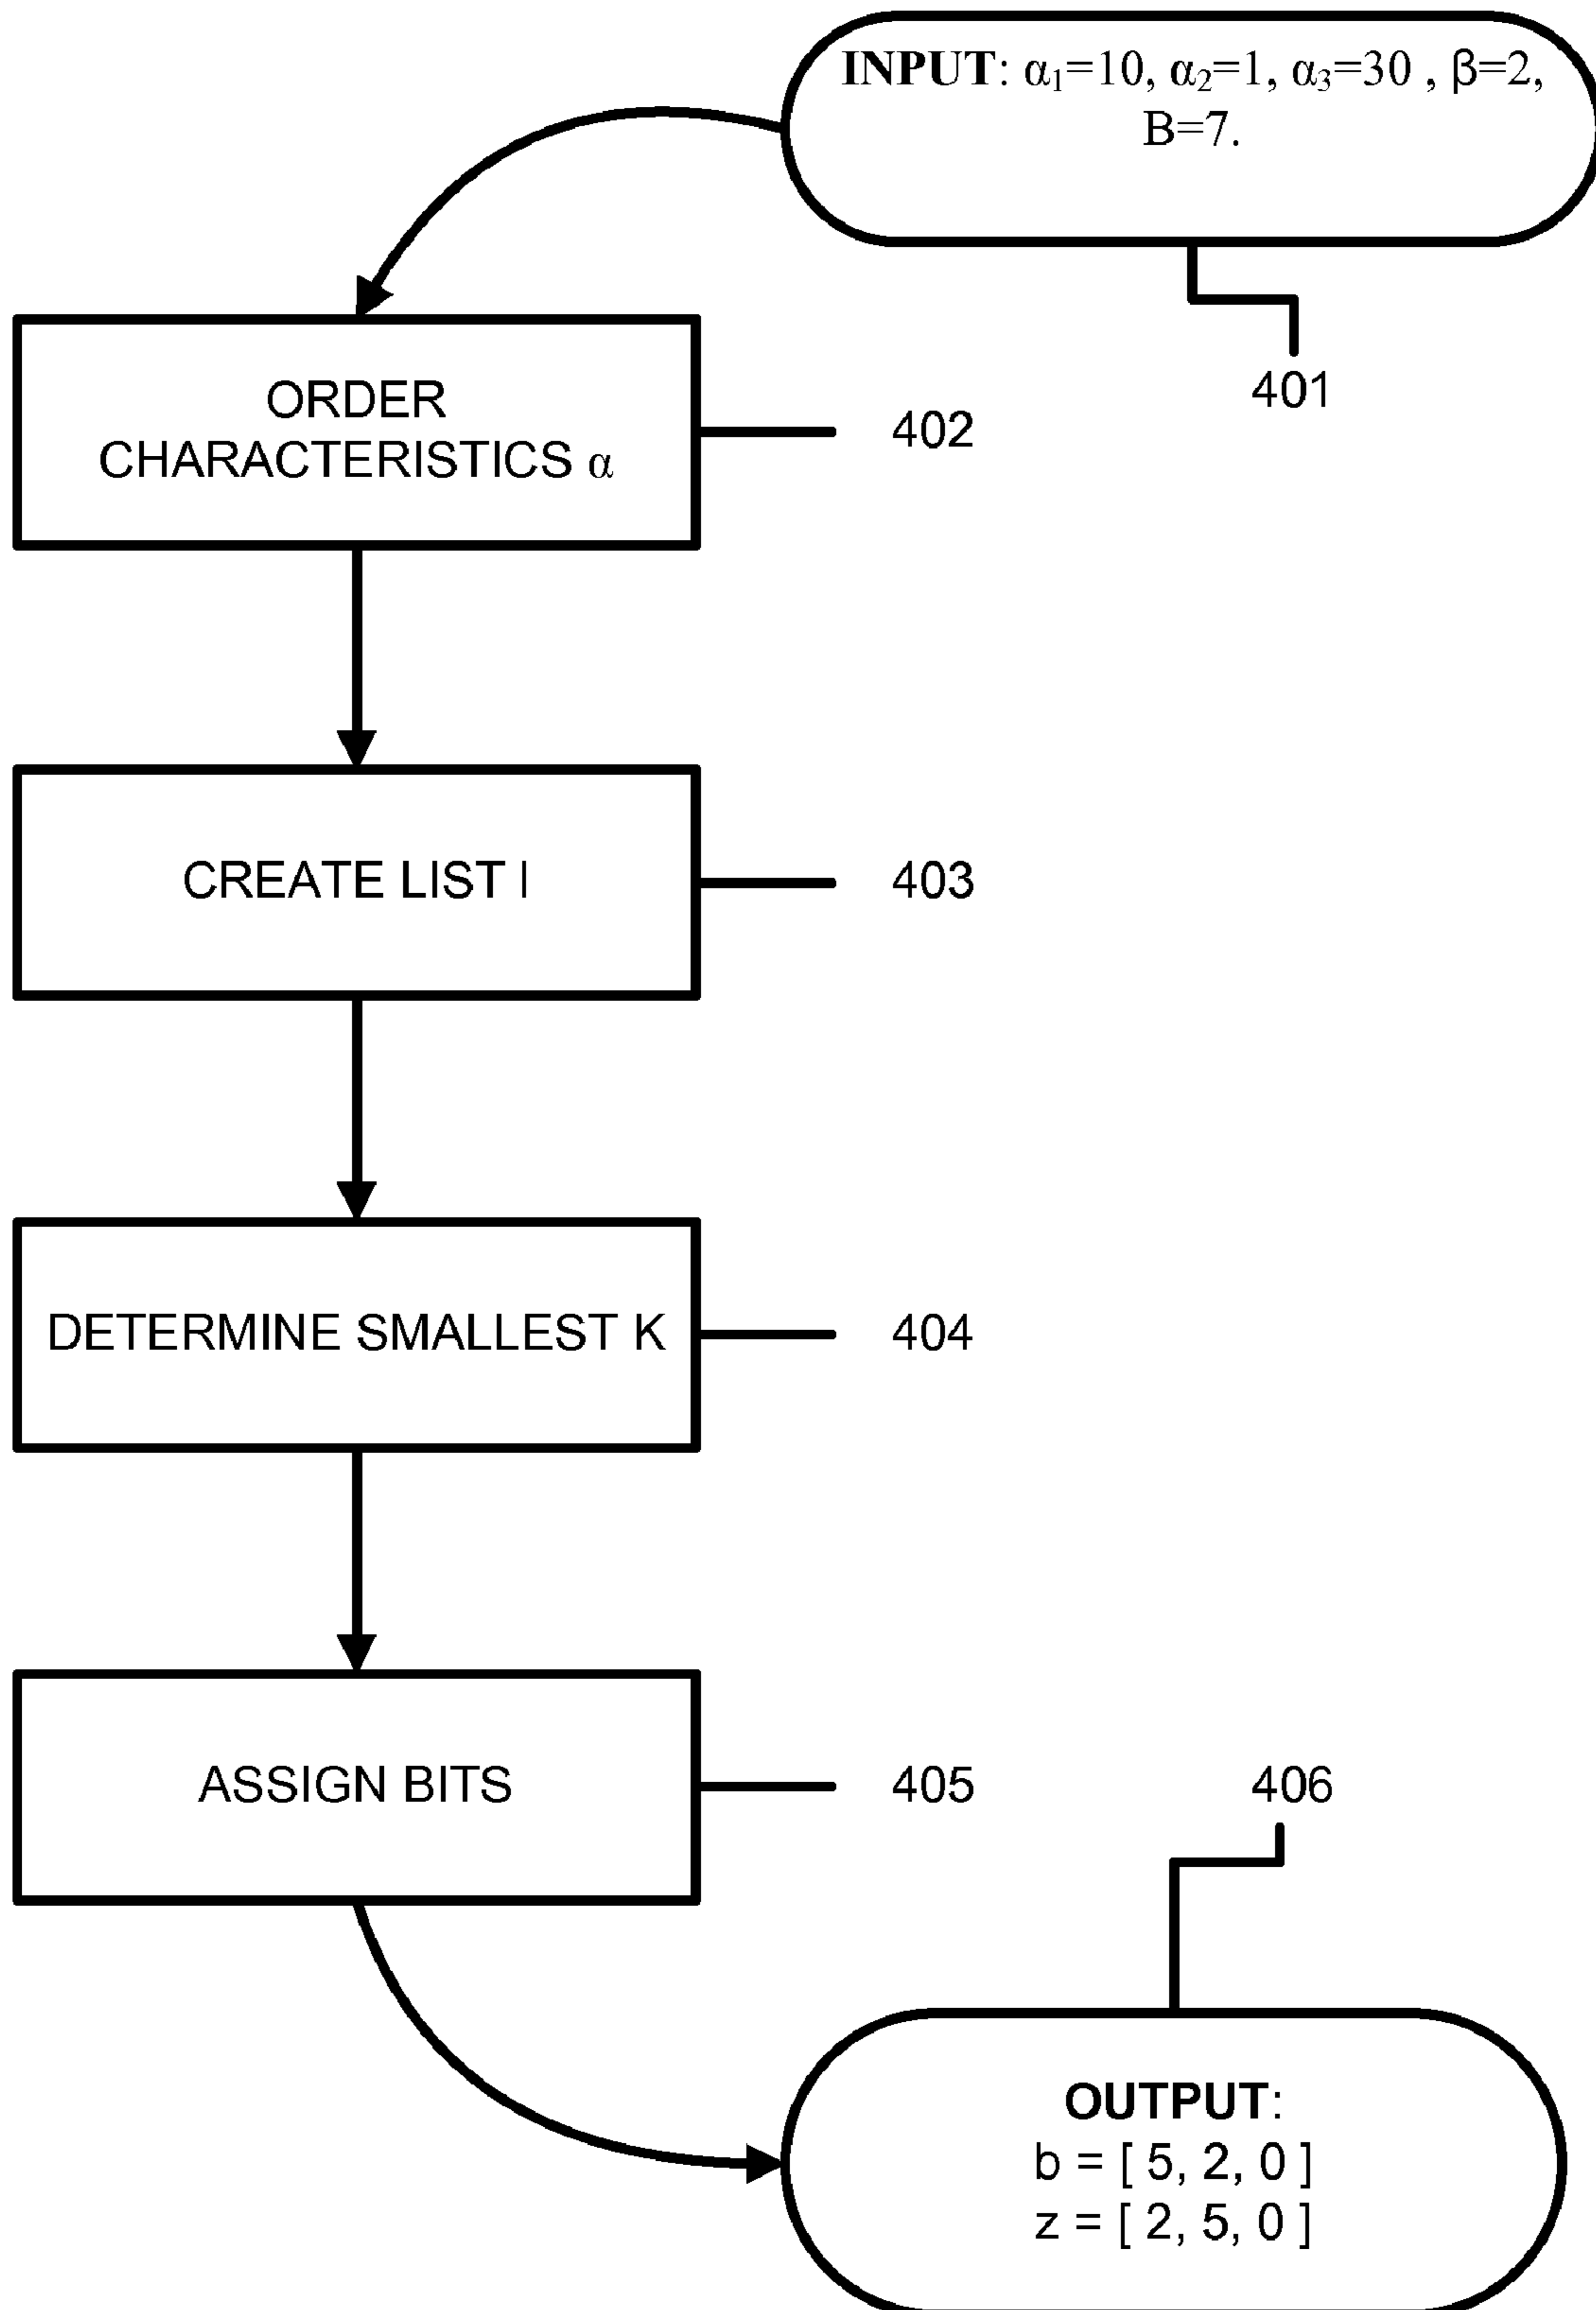 INPUT: α₁=10, α₂=1, α₃=30 , β=2,
B=7.
401
ORDER
CHARACTERISTICS α
402
CREATE LIST l
403
DETERMINE SMALLEST K
404
ASSIGN BITS
405
406
OUTPUT:
b = [ 5, 2, 0 ]
z = [ 2, 5, 0 ]